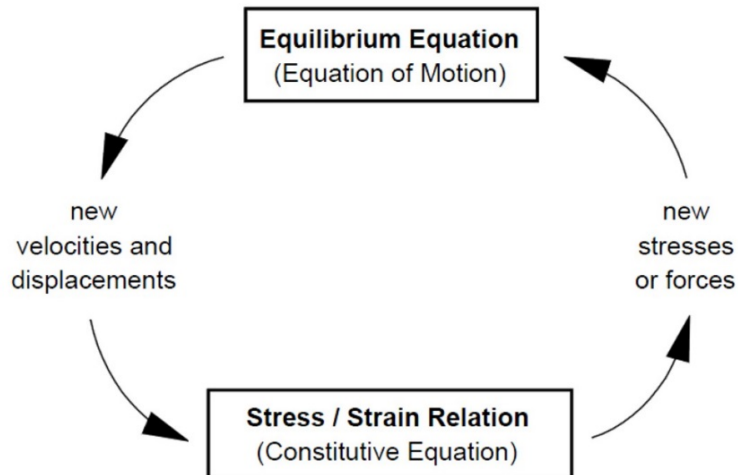 Equilibrium Equation
(Equation of Motion)
new
velocities and
displacements
new
stresses
or forces
Stress / Strain Relation
(Constitutive Equation)